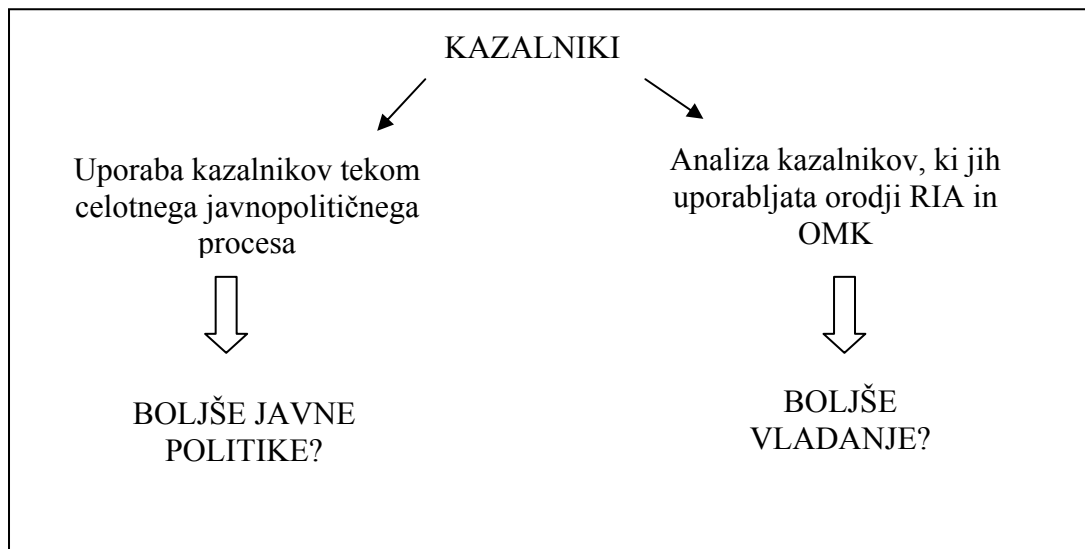 KAZALNIKI
Uporaba kazalnikov tekom
celotnega javnopolitičnega
procesa
Analiza kazalnikov, ki jih
uporabljata orodji RIA in
OMK
BOLJŠE JAVNE
POLITIKE?
BOLJŠE
VLADANJE?